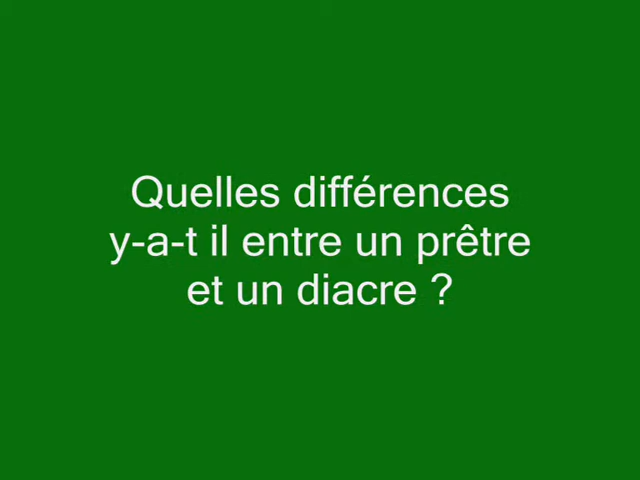 Quelles différences
y-a-t il entre un prêtre
et un diacre ?